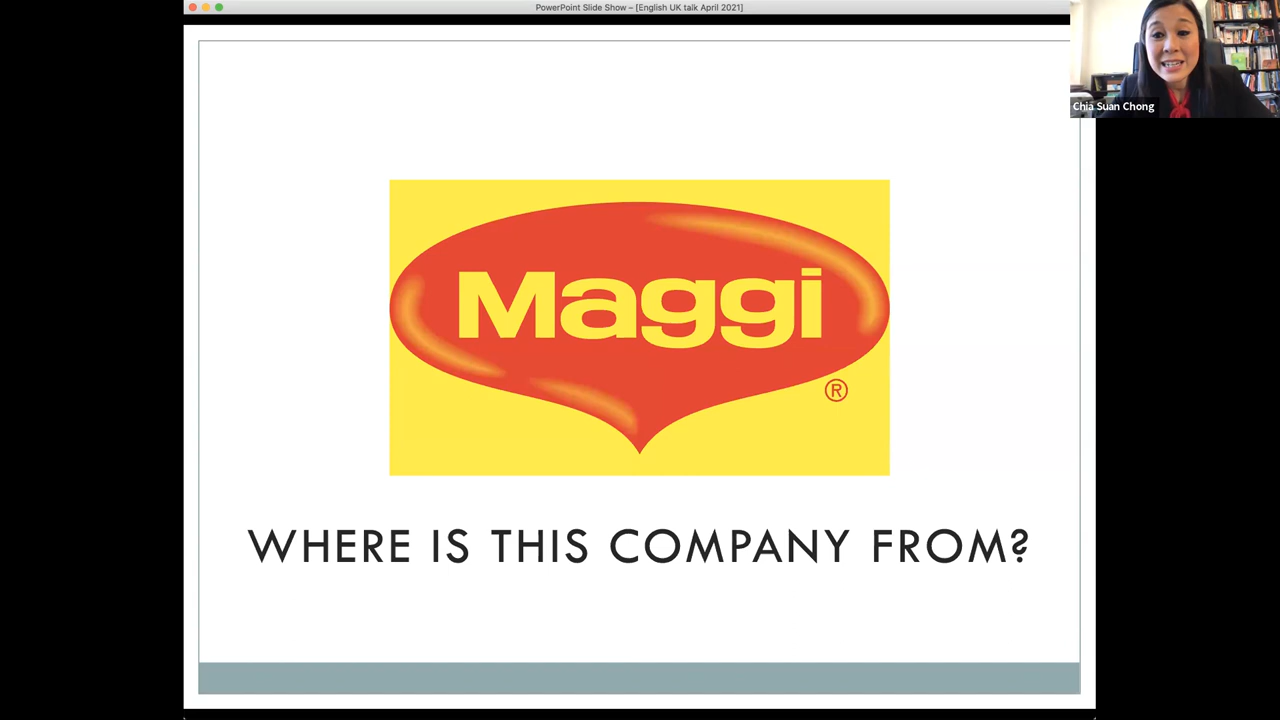 PowerPoint Slide Show – [English UK talk April 2021]
Chia Suan Chong
Maggi
®
WHERE IS THIS COMPANY FROM?